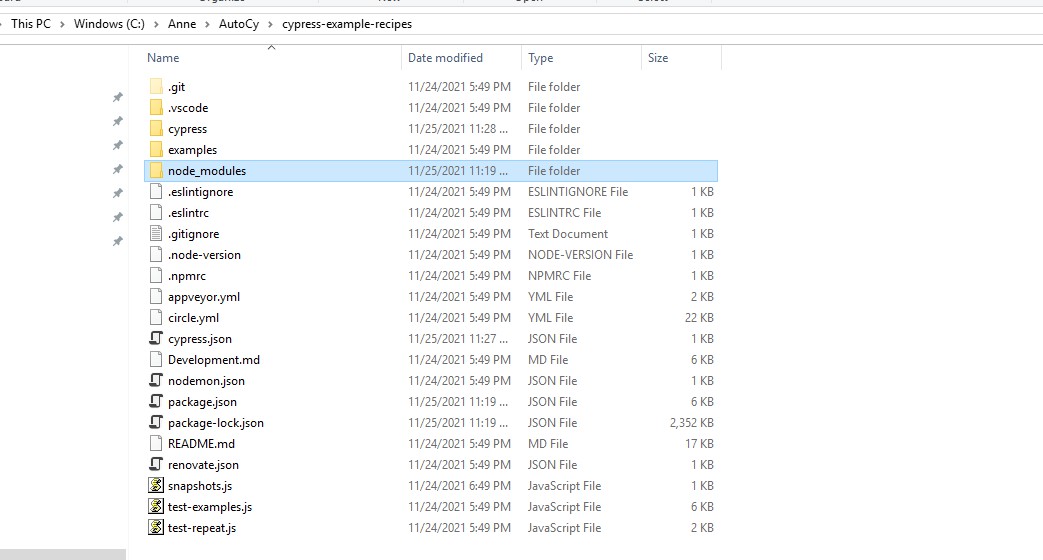 This PC > Windows (C:) > Anne > AutoCy > cypress-example-recipes
Name Date modified Type Size
.git 11/24/2021 5:49 PM File folder
.vscode 11/24/2021 5:49 PM File folder
cypress 11/25/2021 11:28 ... File folder
examples 11/24/2021 5:49 PM File folder
node_modules 11/25/2021 11:19 ... File folder
.eslintignore 11/24/2021 5:49 PM ESLINTIGNORE File 1 KB
.eslintrc 11/24/2021 5:49 PM ESLINTRC File 1 KB
.gitignore 11/24/2021 5:49 PM Text Document 1 KB
.node-version 11/24/2021 5:49 PM NODE-VERSION File 1 KB
.npmrc 11/24/2021 5:49 PM NPMRC File 1 KB
appveyor.yml 11/24/2021 5:49 PM YML File 2 KB
circle.yml 11/24/2021 5:49 PM YML File 22 KB
cypress.json 11/25/2021 11:27 ... JSON File 1 KB
Development.md 11/24/2021 5:49 PM MD File 6 KB
nodemon.json 11/24/2021 5:49 PM JSON File 1 KB
package.json 11/25/2021 11:19 ... JSON File 6 KB
package-lock.json 11/25/2021 11:19 ... JSON File 2,352 KB
README.md 11/24/2021 5:49 PM MD File 17 KB
renovate.json 11/24/2021 5:49 PM JSON File 1 KB
snapshots.js 11/24/2021 6:49 PM JavaScript File 1 KB
test-examples.js 11/24/2021 5:49 PM JavaScript File 6 KB
test-repeat.js 11/24/2021 5:49 PM JavaScript File 2 KB